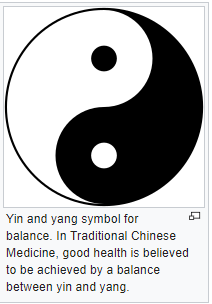 Yin and yang symbol for
balance. In Traditional Chinese
Medicine, good health is believed
to be achieved by a balance
between yin and yang.